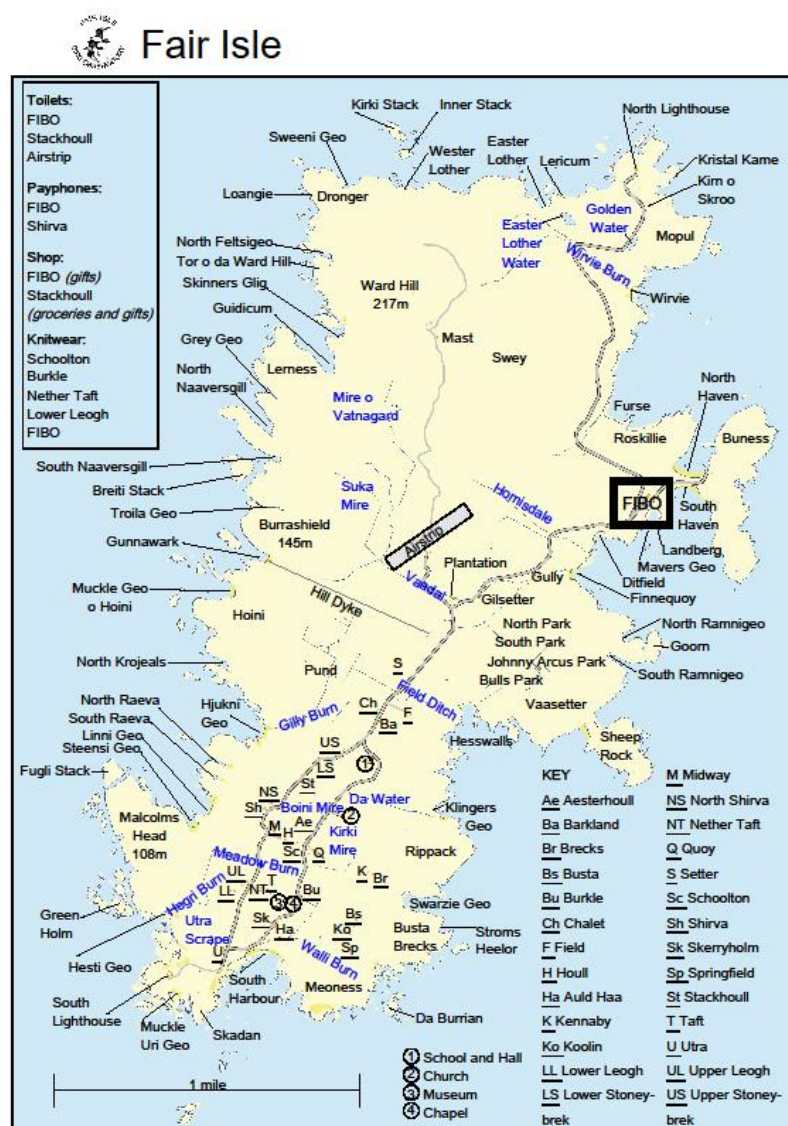 Fair Isle
Toilets:
FIBO
Stackhoull
Airstrip
Payphones:
FIBO
Shirva
Shop:
FIBO (gifts)
Stackhoull
(groceries and gifts)
Knitwear:
Schoolton
Burkle
Nether Taft
Lower Leogh
FIBO
Kirki Stack
Inner Stack
North Lighthouse
Sweeni Geo
Wester
Lother
Easter
Lother
Lericum
Kristal Kame
Kirn o
Skroo
Loangie
Dronger
Golden
Water
Easter
Lother
Water
Mopul
Wirvie Burn
North Feltsigeo
Tor o da Ward Hill
Skinners Glig
Ward Hill
217m
Wirvie
Guidicum
Mast
Swey
Grey Geo
Lerness
North
Naaversgill
Mire o
Vatnagard
North
Haven
Furse
Roskillie
Buness
South Naaversgill
Breiti Stack
Suka
Mire
Homisdale
FIBO
South
Haven
Troila Geo
Burrashield
145m
Airstrip
Landberg
Mavers Geo
Gunnawark
Plantation
Gully
Ditfield
Vaadal
Finnequoy
Muckle Geo
o Hoini
Hoini
Hill Dyke
Gilsetter
North Park
South Park
North Ramnigeo
Goorn
Johnny Arcus Park
Bulls Park
South Ramnigeo
North Krojeals
Pund
S
Field Ditch
Vaasetter
North Raeva
South Raeva
Linni Geo
Steensi Geo
Hjukni
Geo
Gilly Burn
Ch
F
Ba
Hesswalls
Sheep
Rock
Fugli Stack
US
LS
1
St
NS
Sh
Boini Mire
Da Water
2
Klingers
Geo
Malcolms
Head
108m
M
Ae
H
Kirki
Mire
Sc
Q
Rippack
Meadow Burn
UL
LL
T
NT
K
Br
Hegri Burn
3
4
Bu
Swarzie Geo
Green
Holm
Utra
Scrape
Sk
Ha
Bs
Ko
Sp
Busta
Brecks
Stroms
Heelor
Hesti Geo
U
Walli Burn
South
Harbour
Meoness
South
Lighthouse
Muckle
Uri Geo
Skadan
Da Burrian
1 mile
1 School and Hall
2 Church
3 Museum
4 Chapel
KEY
Ae Aesterhoull
Ba Barkland
Br Brecks
Bs Busta
Bu Burkle
Ch Chalet
F Field
H Houll
Ha Auld Haa
K Kennaby
Ko Koolin
LL Lower Leogh
LS Lower Stoney-
brek
M Midway
NS North Shirva
NT Nether Taft
Q Quoy
S Setter
Sc Schoolton
Sh Shirva
Sk Skerryholm
Sp Springfield
St Stackhoull
T Taft
U Utra
UL Upper Leogh
US Upper Stoney-
brek